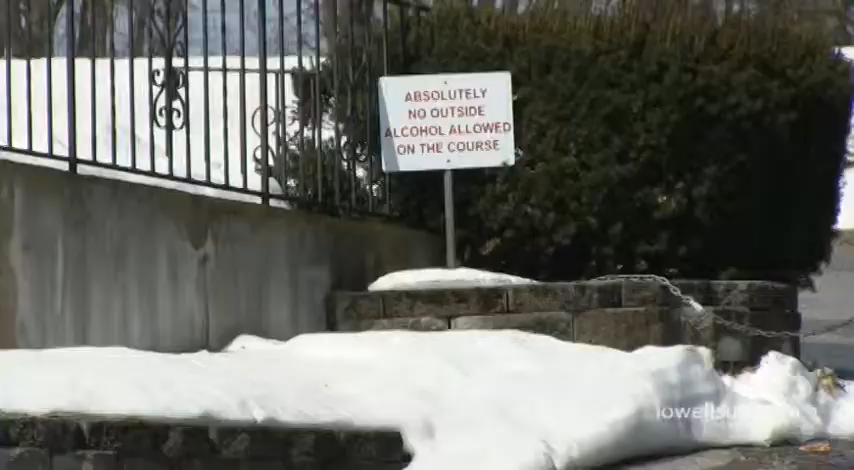 ABSOLUTELY
NO OUTSIDE
ALCOHOL ALLOWED
ON THE COURSE